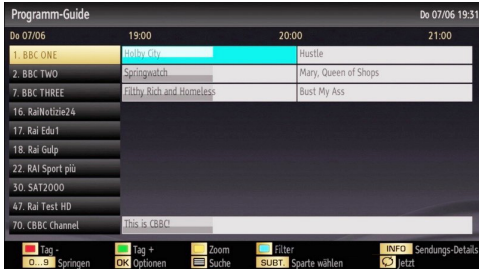 Programm-Guide Do 07/06 19:31
Do 07/06 19:00 20:00 21:00
1. BBC ONE Holby City Hustle
2. BBC TWO Springwatch Mary, Queen of Shops
7. BBC THREE Filthy Rich and Homeless Bust My Ass
16. RaiNotizie24
17. Rai Edu1
18. Rai Gulp
22. RAI Sport più
30. SAT2000
47. Rai Test HD
70. CBBC Channel This is CBBC!
Tag - Tag + Zoom Filter INFO Sendungs-Details
0...9 Springen OK Optionen Suche SUBT. Sparte wählen Jetzt